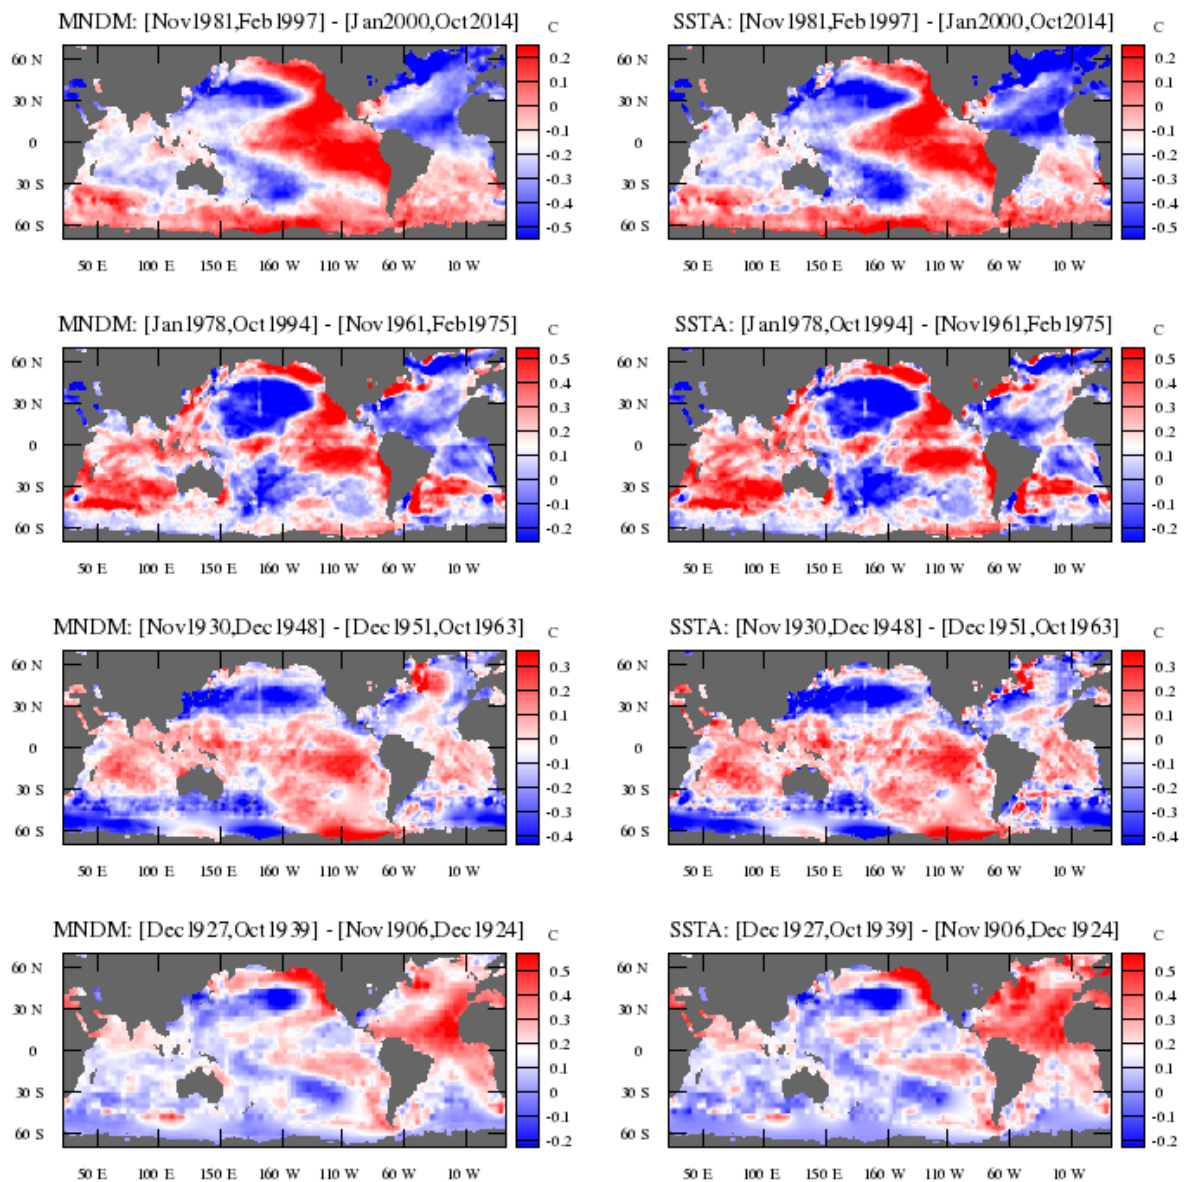 MNDM: [Nov1981,Feb1997] - [Jan2000,Oct2014] C
60 N
30 N
0
30 S
60 S
50 E 100 E 150 E 160 W 110 W 60 W 10 W
0.2
0.1
0
-0.1
-0.2
-0.3
-0.4
-0.5
SSTA: [Nov1981,Feb1997] - [Jan2000,Oct2014] C
60 N
30 N
0
30 S
60 S
50 E 100 E 150 E 160 W 110 W 60 W 10 W
0.2
0.1
0
-0.1
-0.2
-0.3
-0.4
-0.5
MNDM: [Jan1978,Oct1994] - [Nov1961,Feb1975] C
60 N
30 N
0
30 S
60 S
50 E 100 E 150 E 160 W 110 W 60 W 10 W
0.5
0.4
0.3
0.2
0.1
0
-0.1
-0.2
SSTA: [Jan1978,Oct1994] - [Nov1961,Feb1975] C
60 N
30 N
0
30 S
60 S
50 E 100 E 150 E 160 W 110 W 60 W 10 W
0.5
0.4
0.3
0.2
0.1
0
-0.1
-0.2
MNDM: [Nov1930,Dec1948] - [Dec1951,Oct1963] C
60 N
30 N
0
30 S
60 S
50 E 100 E 150 E 160 W 110 W 60 W 10 W
0.3
0.2
0.1
0
-0.1
-0.2
-0.3
-0.4
SSTA: [Nov1930,Dec1948] - [Dec1951,Oct1963] C
60 N
30 N
0
30 S
60 S
50 E 100 E 150 E 160 W 110 W 60 W 10 W
0.3
0.2
0.1
0
-0.1
-0.2
-0.3
-0.4
MNDM: [Dec1927,Oct1939] - [Nov1906,Dec1924] C
60 N
30 N
0
30 S
60 S
50 E 100 E 150 E 160 W 110 W 60 W 10 W
0.5
0.4
0.3
0.2
0.1
0
-0.1
-0.2
SSTA: [Dec1927,Oct1939] - [Nov1906,Dec1924] C
60 N
30 N
0
30 S
60 S
50 E 100 E 150 E 160 W 110 W 60 W 10 W
0.5
0.4
0.3
0.2
0.1
0
-0.1
-0.2